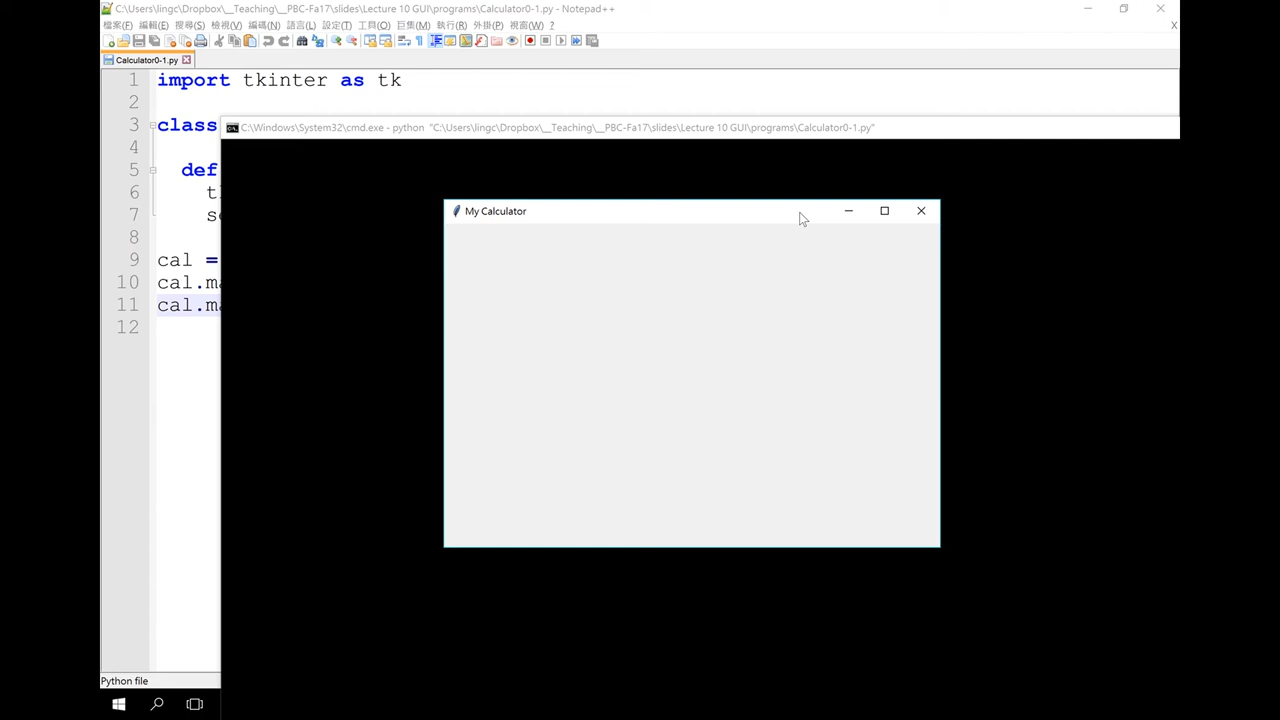 C:\Users\lingc\Dropbox\__Teaching\__PBC-Fa17\slides\Lecture 10 GUI\programs\Calculator0-1.py - Notepad++
檔案(F) 編輯(E) 搜尋(S) 檢視(V) 編碼(N) 語言(L) 設定(T) 工具(O) 巨集(M) 執行(R) 外掛(P) 視窗(W) ?
X
Calculator0-1.py
1 import tkinter as tk
2
3 class
C:\Windows\System32\cmd.exe - python "C:\Users\lingc\Dropbox\__Teaching\__PBC-Fa17\slides\Lecture 10 GUI\programs\Calculator0-1.py"
4
5 def
6
7
8
9 cal =
10 cal.ma
11 cal.ma
12
My Calculator
Python file